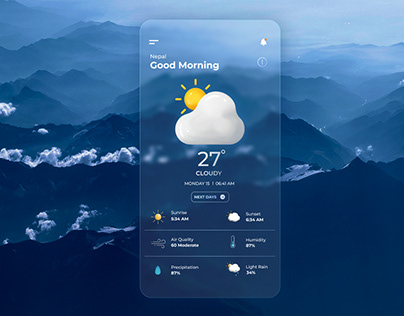 Nepal
Good Morning
27°
CLOUDY
MONDAY 15 | 06:41 AM
NEXT DAYS
Sunrise
5:34 AM
Sunset
6:34 AM
Air Quality
60 Moderate
Humidity
87%
Precipitation
87%
Light Rain
34%